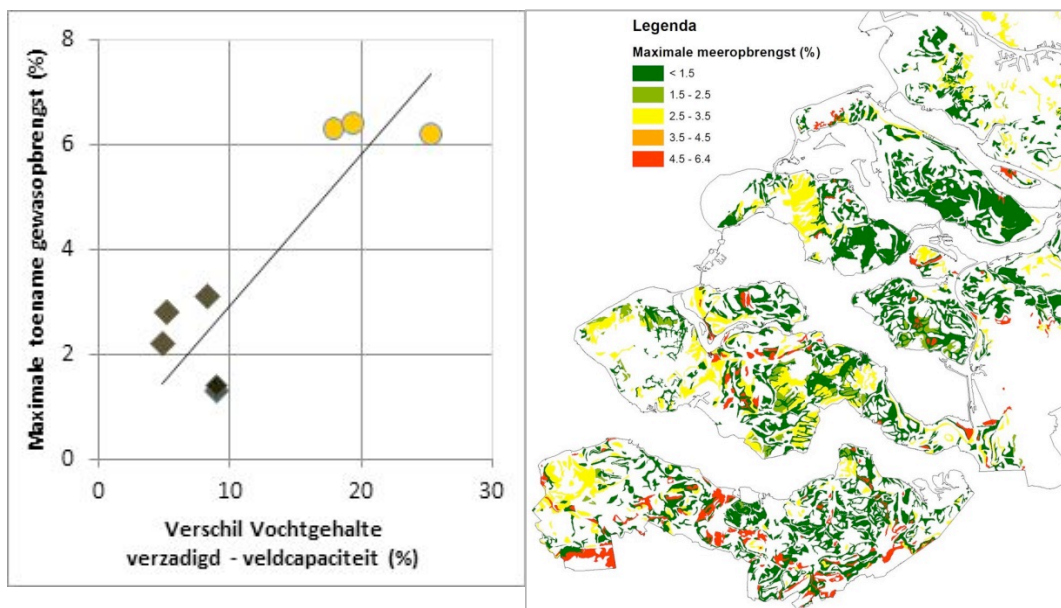 Maximale toename gewasopbrengst (%)
8
6
4
2
0
0 10 20 30
Verschil Vochtgehalte
verzadigd - veldcapaciteit (%)
Legenda
Maximale meeropbrengst (%)
< 1.5
1.5 - 2.5
2.5 - 3.5
3.5 - 4.5
4.5 - 6.4